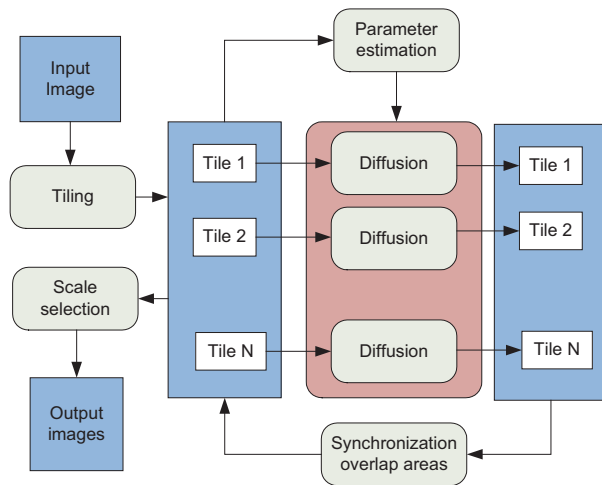 Parameter
estimation
Input
Image
Tiling
Tile 1
Diffusion
Tile 1
Tile 2
Diffusion
Tile 2
Scale
selection
Tile N
Diffusion
Tile N
Output
images
Synchronization
overlap areas